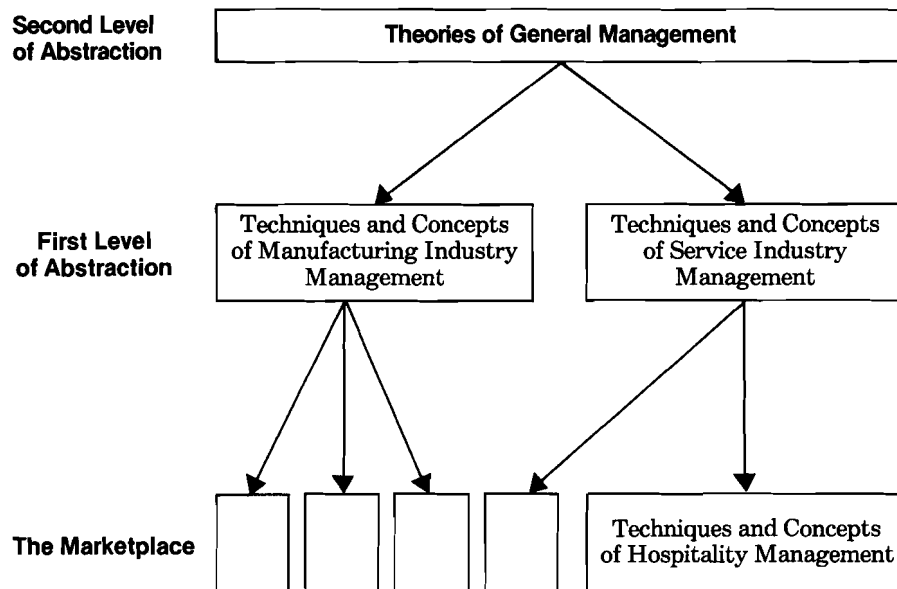 Second Level
of Abstraction
Theories of General Management
First Level
of Abstraction
Techniques and Concepts
of Manufacturing Industry
Management
Techniques and Concepts
of Service Industry
Management
The Marketplace
Techniques and Concepts
of Hospitality Management